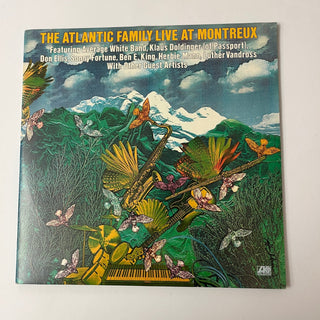 THE ATLANTIC FAMILY LIVE AT MONTREUX
Featuring Average White Band, Klaus Doldinger (of Passport),
Don Ellis, Sonny Fortune, Ben E. King, Herbie Mann, Luther Vandross
With Other Guest Artists